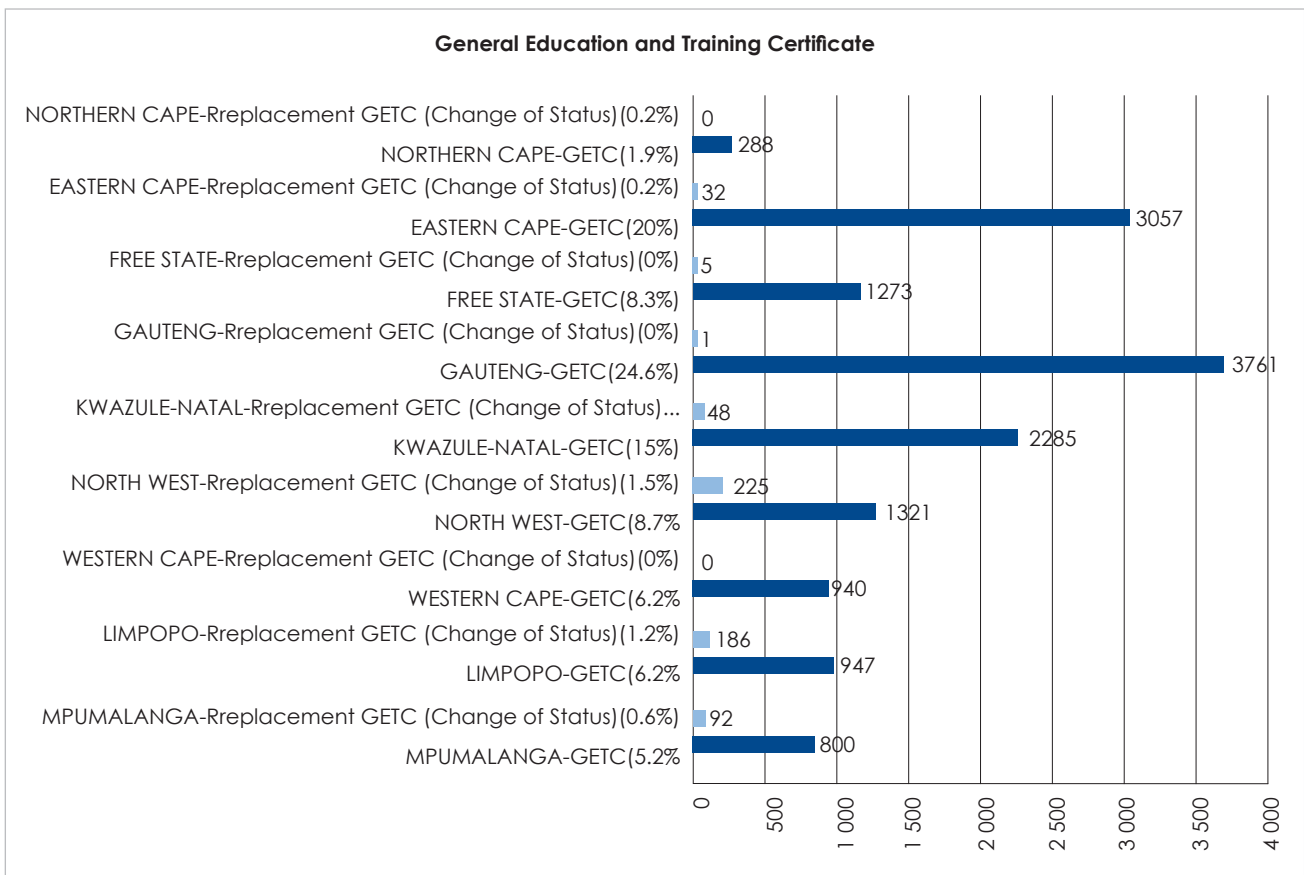 General Education and Training Certificate
NORTHERN CAPE-Rreplacement GETC (Change of Status)(0.2%) 0
NORTHERN CAPE-GETC(1.9%) 288
EASTERN CAPE-Rreplacement GETC (Change of Status)(0.2%) 32
EASTERN CAPE-GETC(20%) 3057
FREE STATE-Rreplacement GETC (Change of Status)(0%) 5
FREE STATE-GETC(8.3%) 1273
GAUTENG-Rreplacement GETC (Change of Status)(0%) 1
GAUTENG-GETC(24.6%) 3761
KWAZULE-NATAL-Rreplacement GETC (Change of Status)... 48
KWAZULE-NATAL-GETC(15%) 2285
NORTH WEST-Rreplacement GETC (Change of Status)(1.5%) 225
NORTH WEST-GETC(8.7% 1321
WESTERN CAPE-Rreplacement GETC (Change of Status)(0%) 0
WESTERN CAPE-GETC(6.2% 940
LIMPOPO-Rreplacement GETC (Change of Status)(1.2%) 186
LIMPOPO-GETC(6.2% 947
MPUMALANGA-Rreplacement GETC (Change of Status)(0.6%) 92
MPUMALANGA-GETC(5.2% 800
0 500 1 000 1 500 2 000 2 500 3 000 3 500 4 000